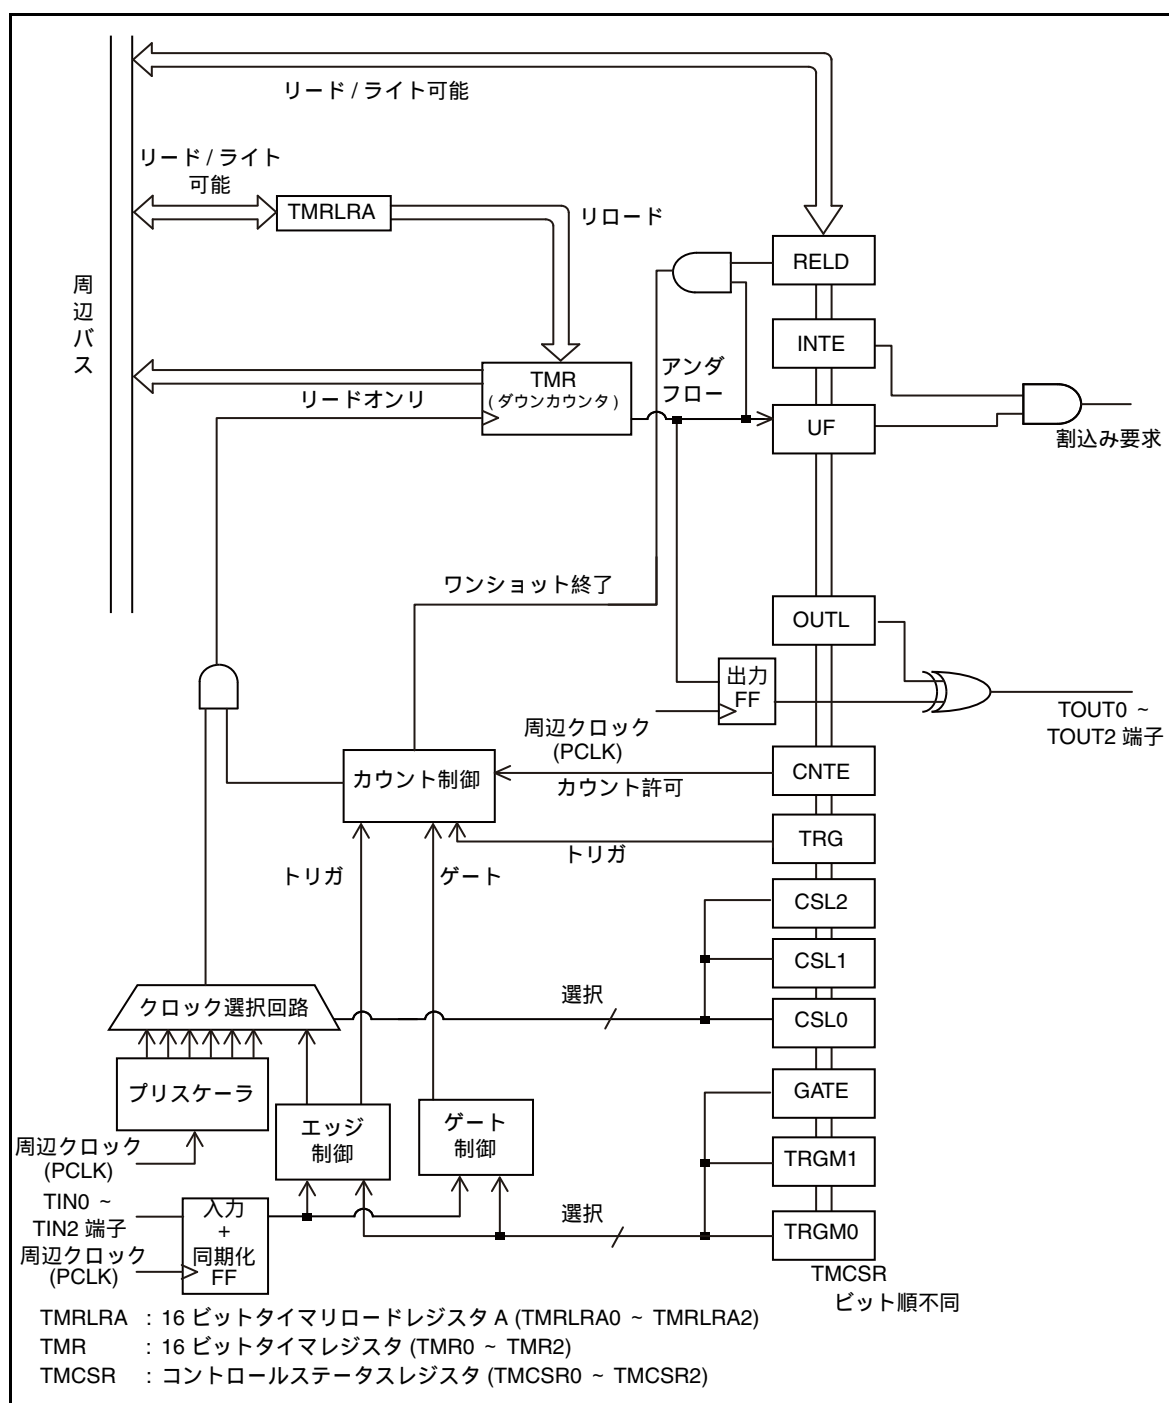 リード / ライト可能
リード / ライト
可能
TMRLRA
リロード
周辺バス
RELD
INTE
TMR
( ダウンカウンタ )
アンダ
フロー
リードオンリ
UF
割込み要求
ワンショット終了
OUTL
出力
FF
周辺クロック
(PCLK)
TOUT0 ~
TOUT2 端子
カウント制御
CNTE
カウント許可
TRG
トリガ
トリガ
ゲート
CSL2
CSL1
選択
クロック選択回路
CSL0
プリスケーラ
GATE
エッジ
制御
ゲート
制御
周辺クロック
(PCLK)
TRGM1
TIN0 ~
TIN2 端子
入力
+
同期化
FF
選択
TRGM0
周辺クロック
(PCLK)
TMCSR
ビット順不同
TMRLRA : 16 ビットタイマリロードレジスタ A (TMRLRA0 ~ TMRLRA2)
TMR : 16 ビットタイマレジスタ (TMR0 ~ TMR2)
TMCSR : コントロールステータスレジスタ (TMCSR0 ~ TMCSR2)